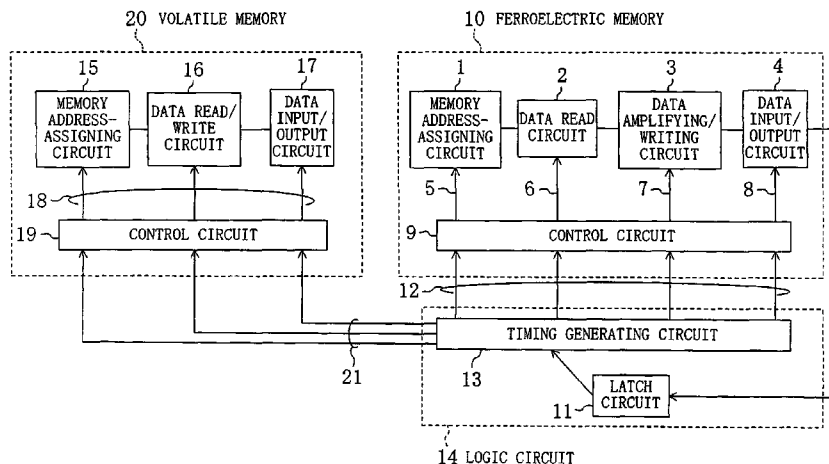 20 VOLATILE MEMORY
10 FERROELECTRIC MEMORY
15
16
17
MEMORY
ADDRESS-
ASSIGNING
CIRCUIT
DATA READ/
WRITE
CIRCUIT
DATA
INPUT/
OUTPUT
CIRCUIT
18
19
CONTROL CIRCUIT
1
2
3
4
MEMORY
ADDRESS-
ASSIGNING
CIRCUIT
DATA READ
CIRCUIT
DATA
AMPLIFYING/
WRITING
CIRCUIT
DATA
INPUT/
OUTPUT
CIRCUIT
5
6
7
8
9
CONTROL CIRCUIT
12
TIMING GENERATING CIRCUIT
21
13
11
LATCH
CIRCUIT
14 LOGIC CIRCUIT